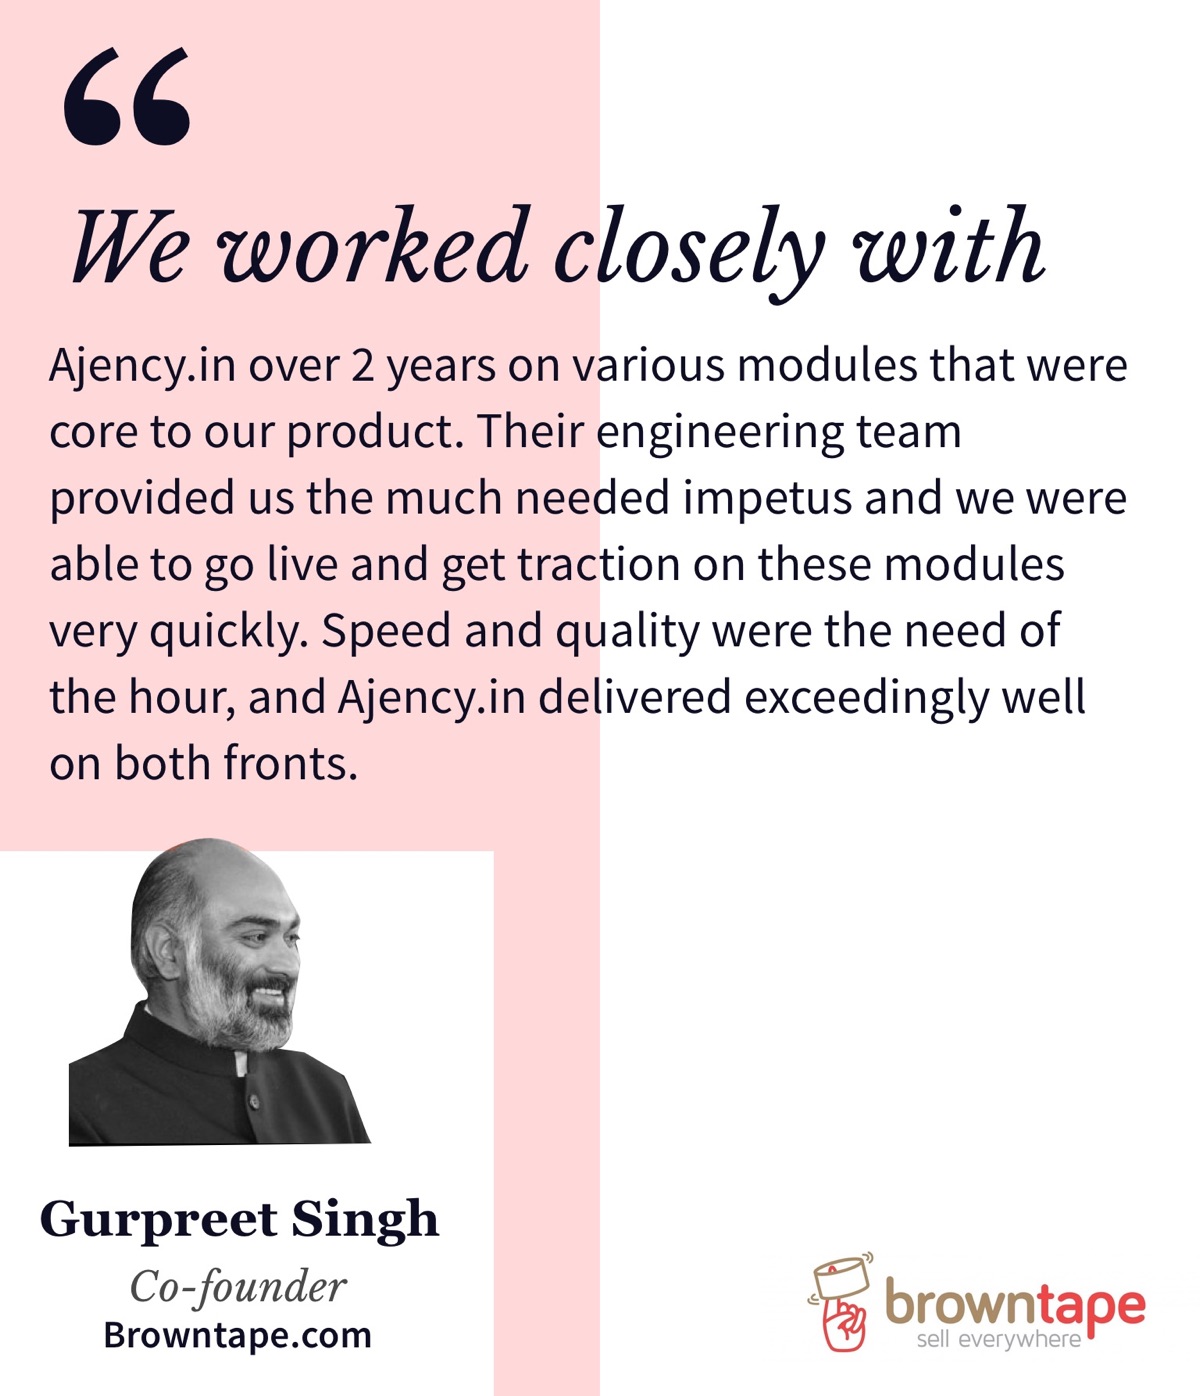 “
We worked closely with
Ajency.in over 2 years on various modules that were
core to our product. Their engineering team
provided us the much needed impetus and we were
able to go live and get traction on these modules
very quickly. Speed and quality were the need of
the hour, and Ajency.in delivered exceedingly well
on both fronts.
Gurpreet Singh
Co-founder
Browntape.com
browntape
sell everywhere